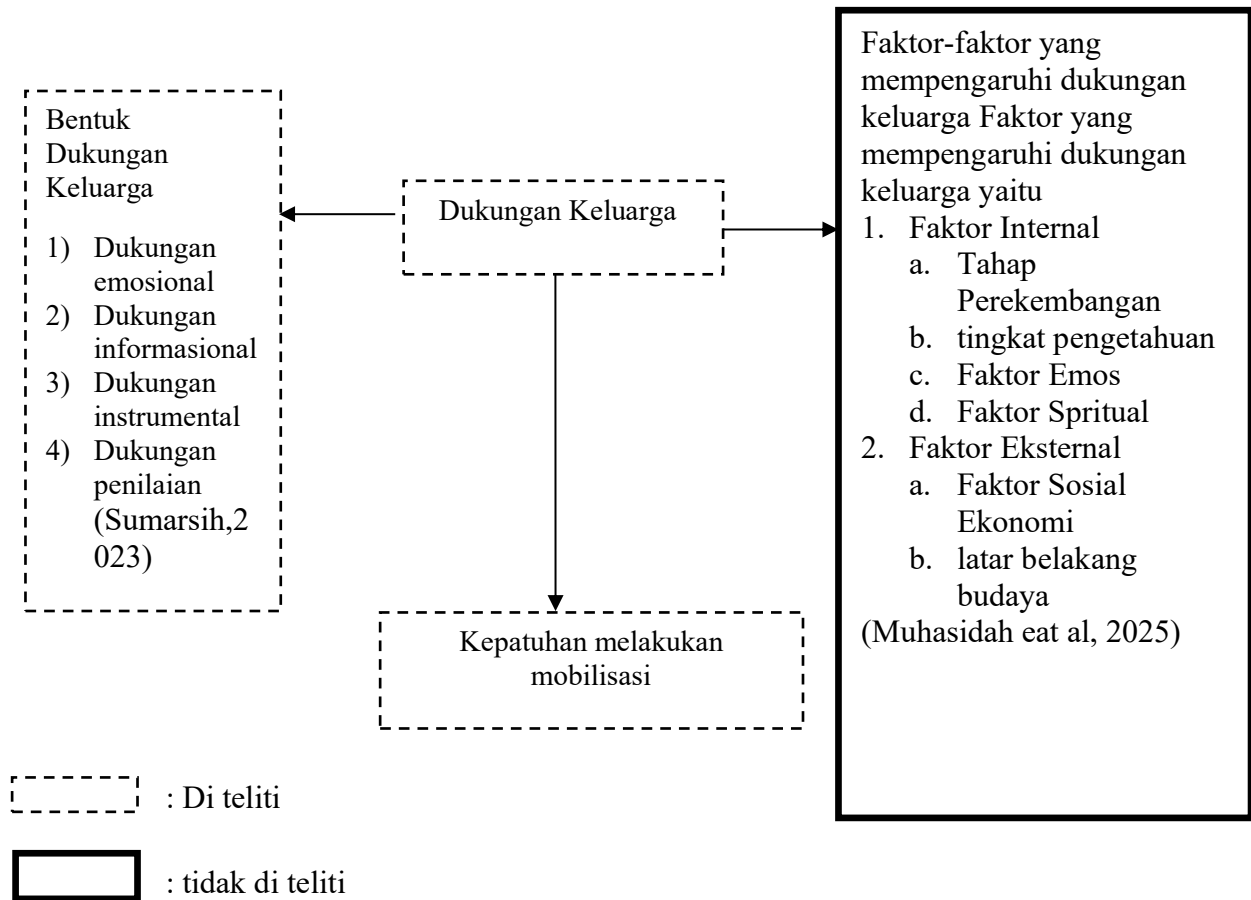 Bentuk
Dukungan
Keluarga
1) Dukungan
emosional
2) Dukungan
informasional
3) Dukungan
instrumental
4) Dukungan
penilaian
(Sumarsih,2
023)
Dukungan Keluarga
Kepatuhan melakukan
mobilisasi
Faktor-faktor yang
mempengaruhi dukungan
keluarga Faktor yang
mempengaruhi dukungan
keluarga yaitu
1. Faktor Internal
a. Tahap
Perekembangan
b. tingkat pengetahuan
c. Faktor Emos
d. Faktor Spritual
2. Faktor Eksternal
a. Faktor Sosial
Ekonomi
b. latar belakang
budaya
(Muhasidah eat al, 2025)
: Di teliti
: tidak di teliti